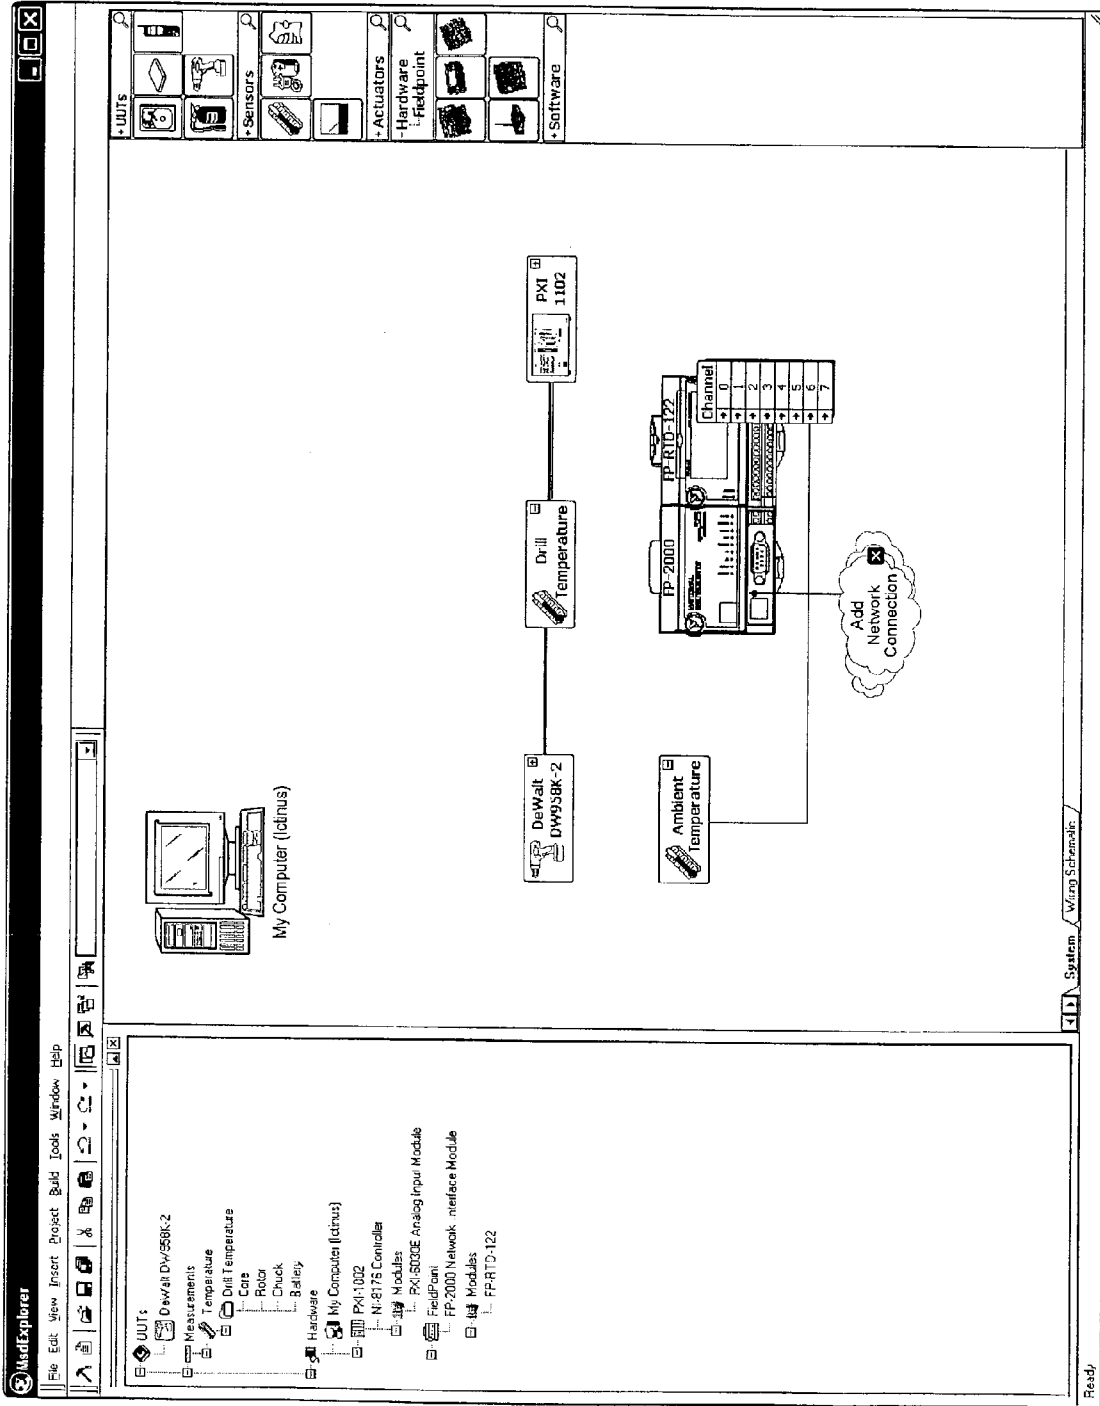 MsdExplorer
File Edit View Insert Project Build Tools Window Help
UUTs
DeWalt DW958K-2
Measurements
Temperature
Drill Temperature
Core
Rotor
Chuck
Battery
Hardware
My Computer (Ictinus)
PXI-1002
NI-8176 Controller
Modules
PXI-6030E Analog Input Module
FieldPoint
FP-2000 Network Interface Module
Modules
FP-RTD-122
My Computer (Ictinus)
DeWalt
DW958K-2
Drill
Temperature
PXI
1102
Ambient
Temperature
FP-2000
FP-RTD-122
NATIONAL
INSTRUMENTS
Channel
0
1
2
3
4
5
6
7
Add
Network
Connection
System
Wiring Schematic
+UUTs
+Sensors
+Actuators
-Hardware
Fieldpoint
+Software
Ready